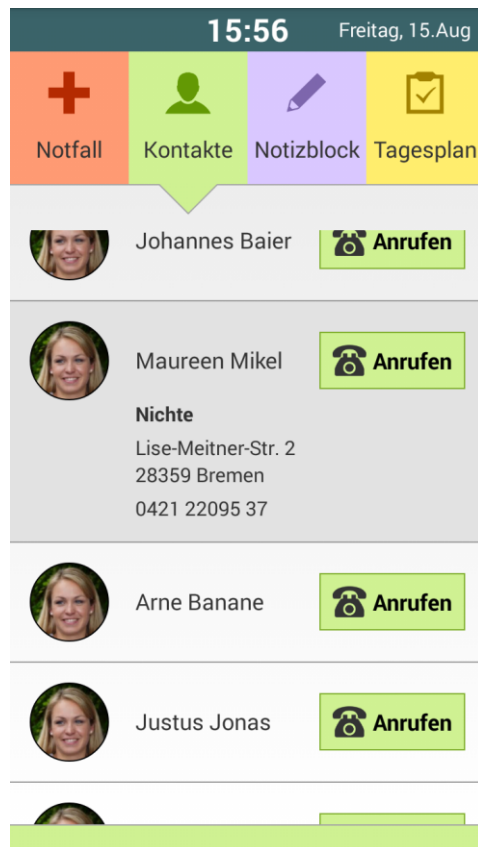 15:56 Freitag, 15.Aug
Notfall Kontakte Notizblock Tagesplan
Johannes Baier Anrufen
Maureen Mikel Anrufen
Nichte
Lise-Meitner-Str. 2
28359 Bremen
0421 22095 37
Arne Banane Anrufen
Justus Jonas Anrufen